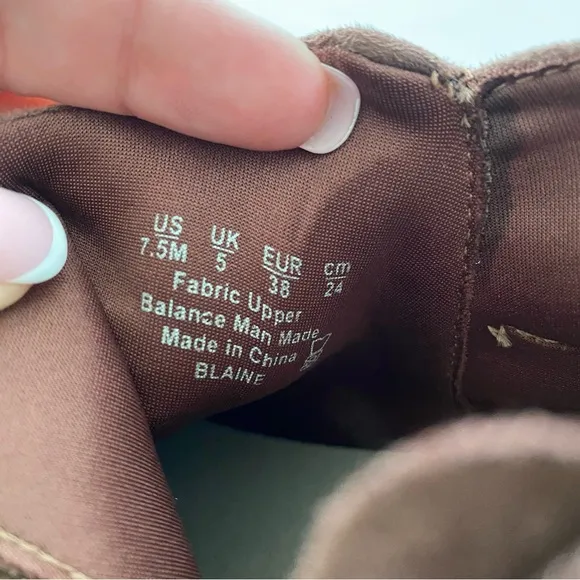 US UK EUR cm
7.5M 5 38 24
Fabric Upper
Balance Man Made
Made in China
BLAINE